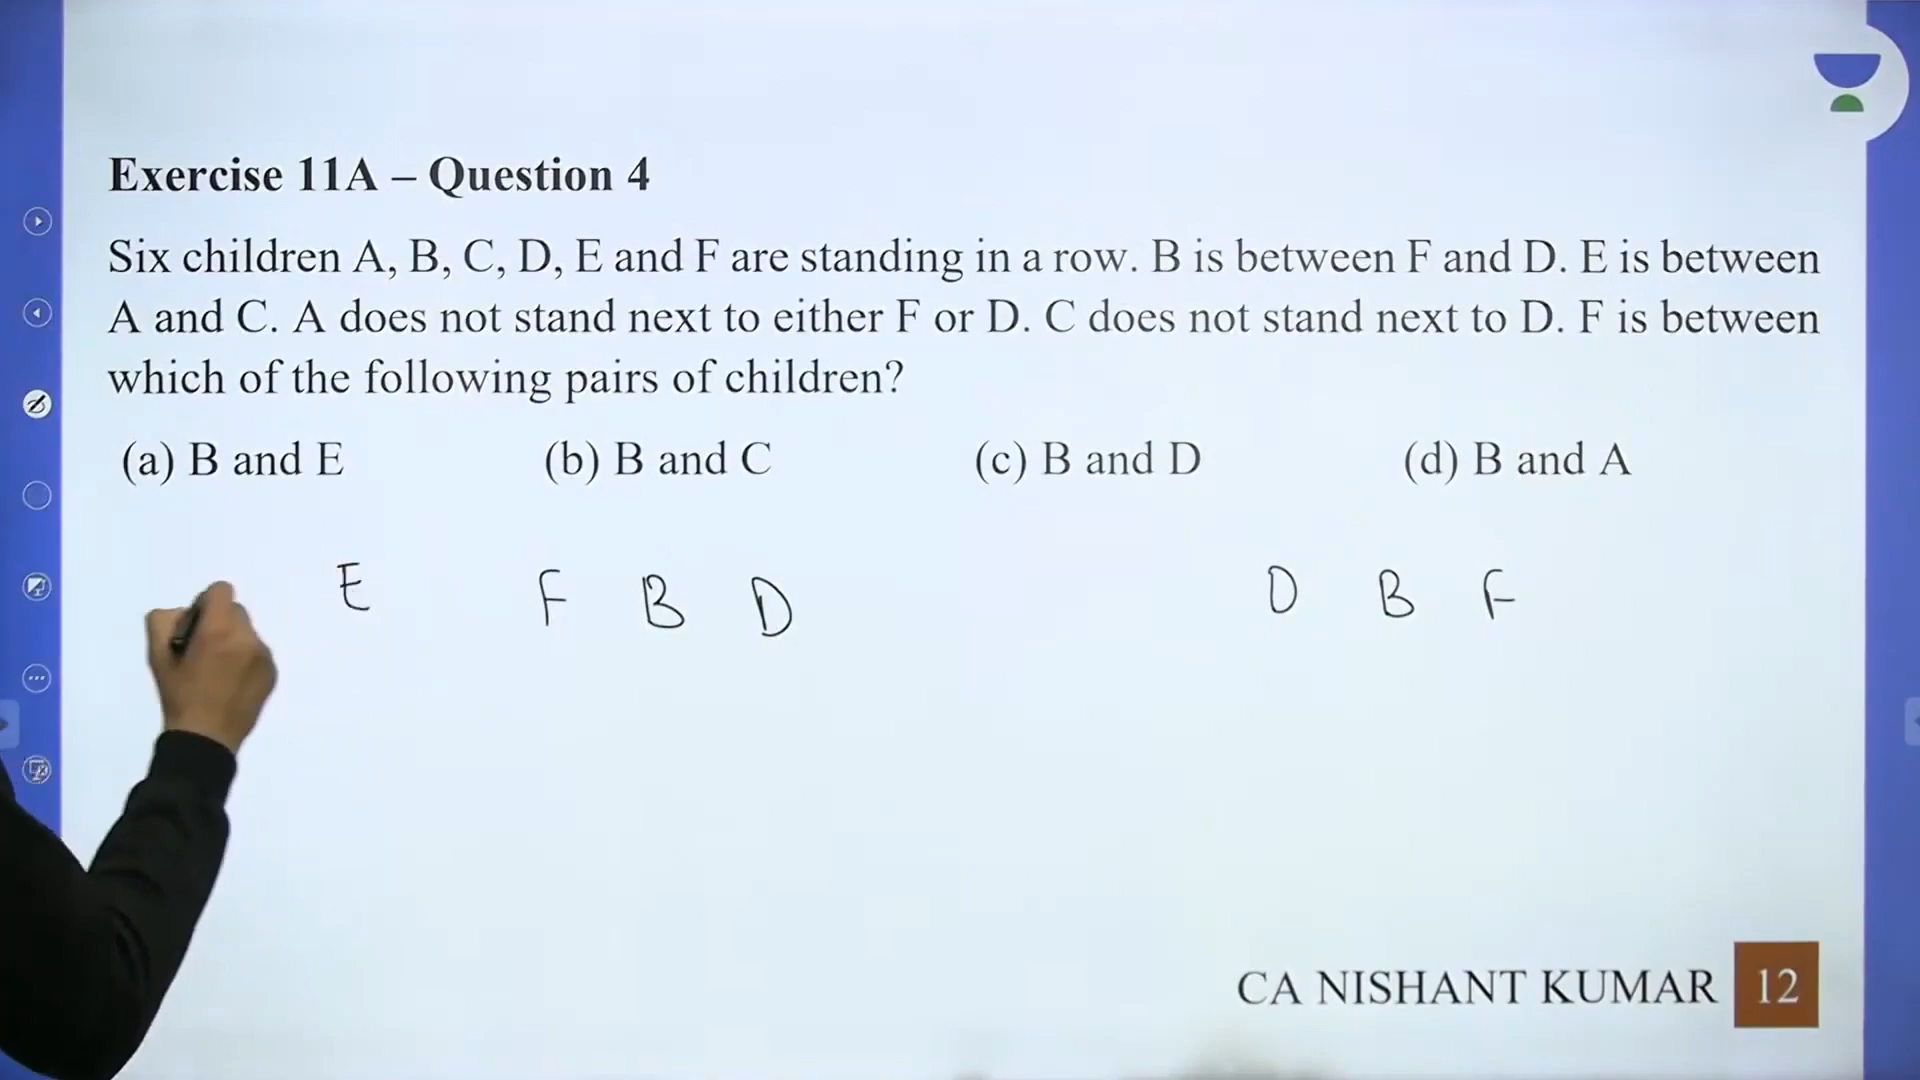 Exercise 11A – Question 4
Six children A, B, C, D, E and F are standing in a row. B is between F and D. E is between
A and C. A does not stand next to either F or D. C does not stand next to D. F is between
which of the following pairs of children?
(a) B and E (b) B and C (c) B and D (d) B and A
E F B D D B F
CA NISHANT KUMAR 12